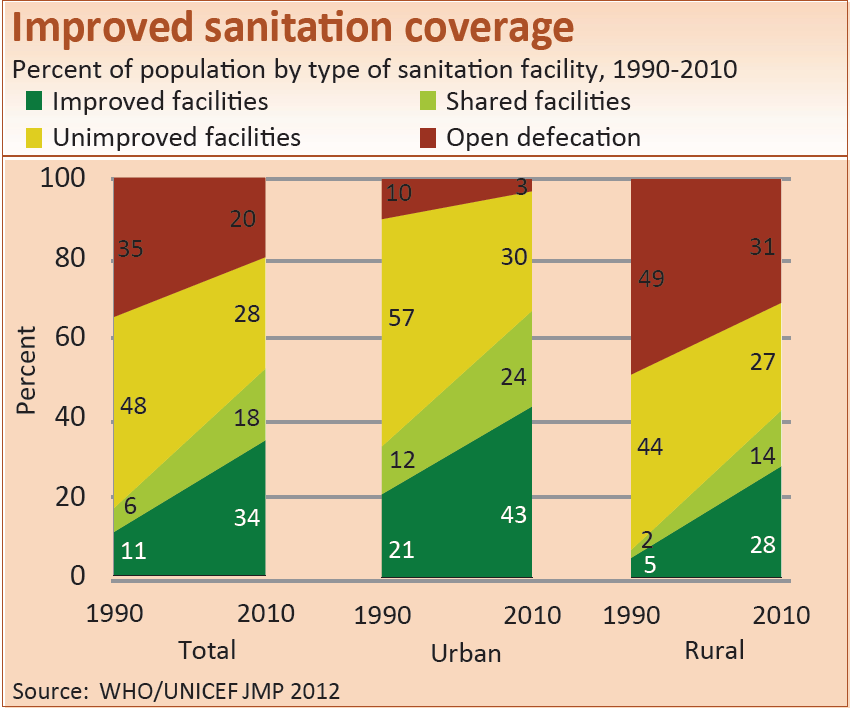 Improved sanitation coverage
Percent of population by type of sanitation facility, 1990-2010
Improved facilities Shared facilities
Unimproved facilities Open defecation
Percent
100
80
60
40
20
0
35 20
48 28
6 18
11 34
10 3
57 30
12 24
21 43
49 31
44 27
2 14
5 28
1990 2010 1990 2010 1990 2010
Total Urban Rural
Source: WHO/UNICEF JMP 2012